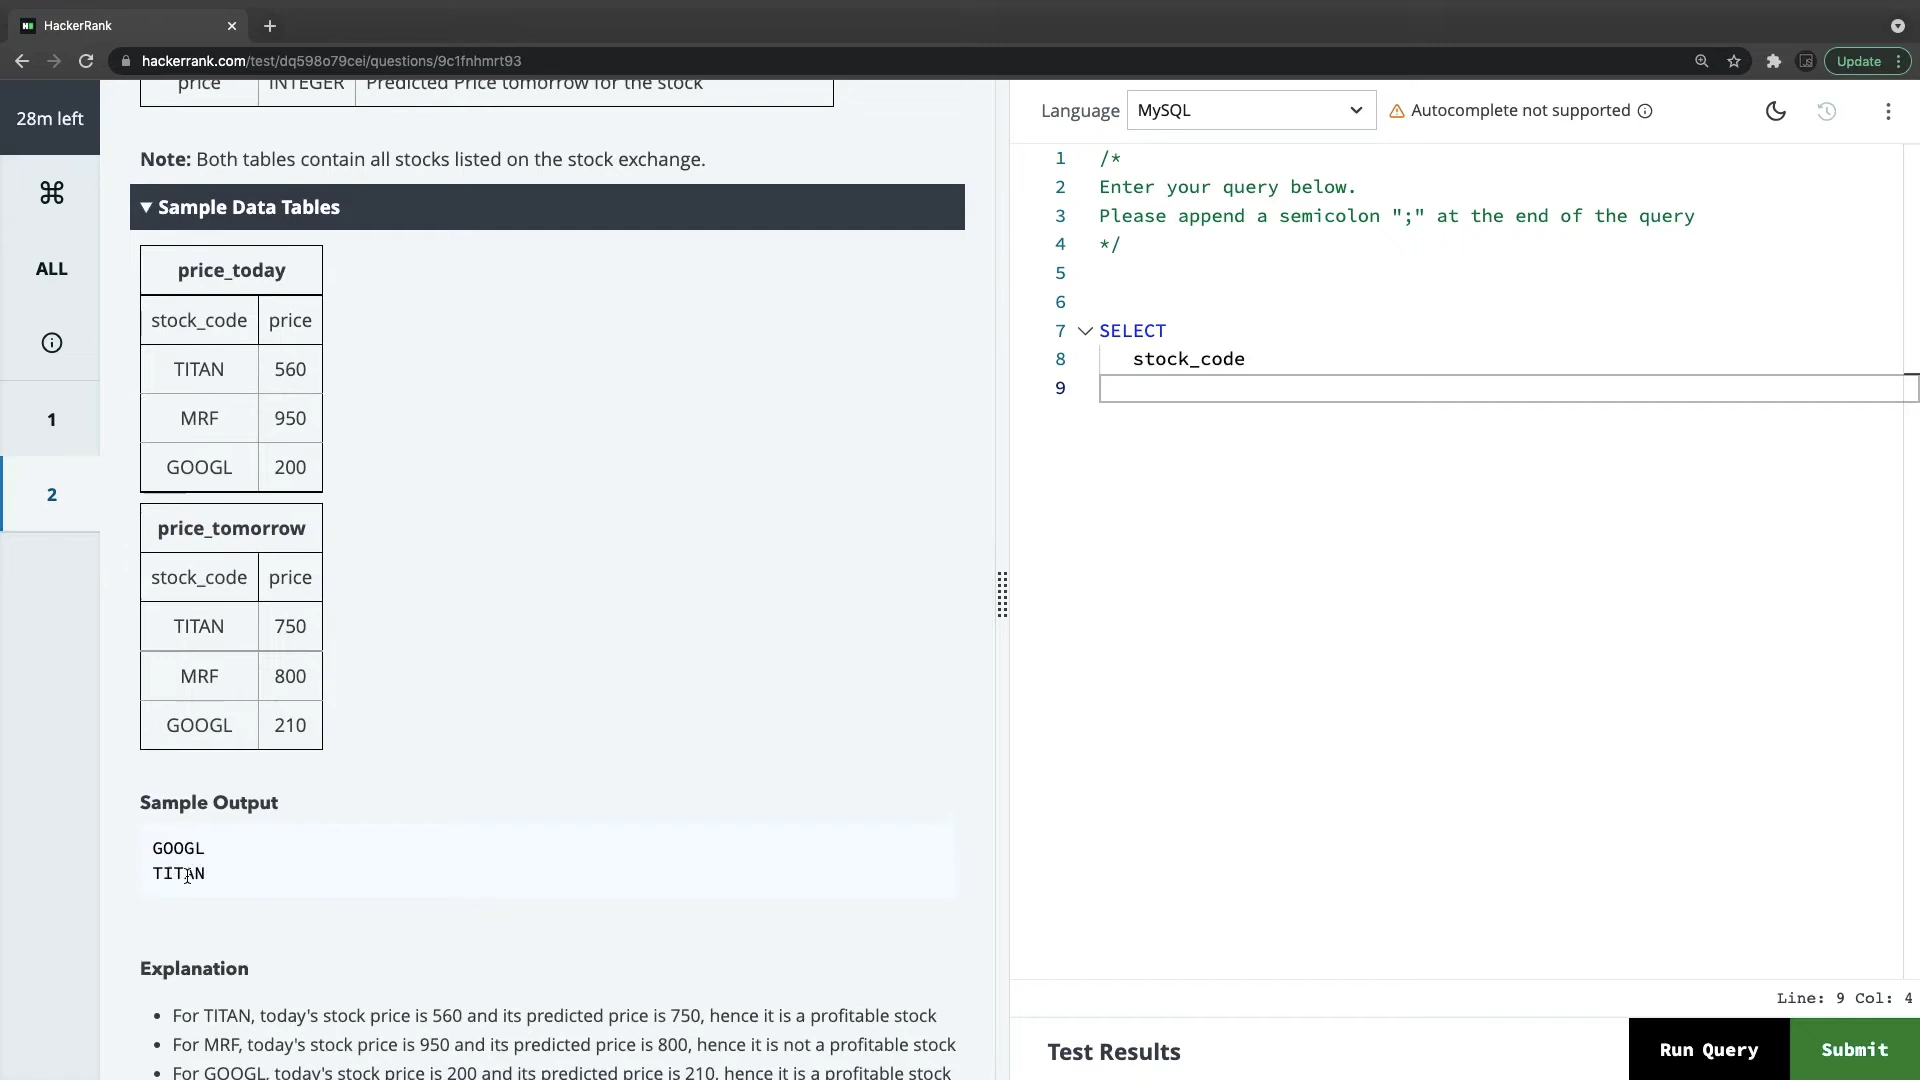 HackerRank
hackerrank.com/test/dq598o79cei/questions/9c1fnhmrt93
Update
28m left
ALL
1
2
price INTEGER Predicted Price tomorrow for the stock
Note: Both tables contain all stocks listed on the stock exchange.
Sample Data Tables
price_today
stock_code price
TITAN 560
MRF 950
GOOGL 200
price_tomorrow
stock_code price
TITAN 750
MRF 800
GOOGL 210
Sample Output
GOOGL
TITAN
Explanation
• For TITAN, today's stock price is 560 and its predicted price is 750, hence it is a profitable stock
• For MRF, today's stock price is 950 and its predicted price is 800, hence it is not a profitable stock
• For GOOGL, today's stock price is 200 and its predicted price is 210, hence it is a profitable stock
Language MySQL Autocomplete not supported
1 /*
2 Enter your query below.
3 Please append a semicolon ";" at the end of the query
4 */
5
6
7 SELECT
8 stock_code
9
Line: 9 Col: 4
Test Results Run Query Submit